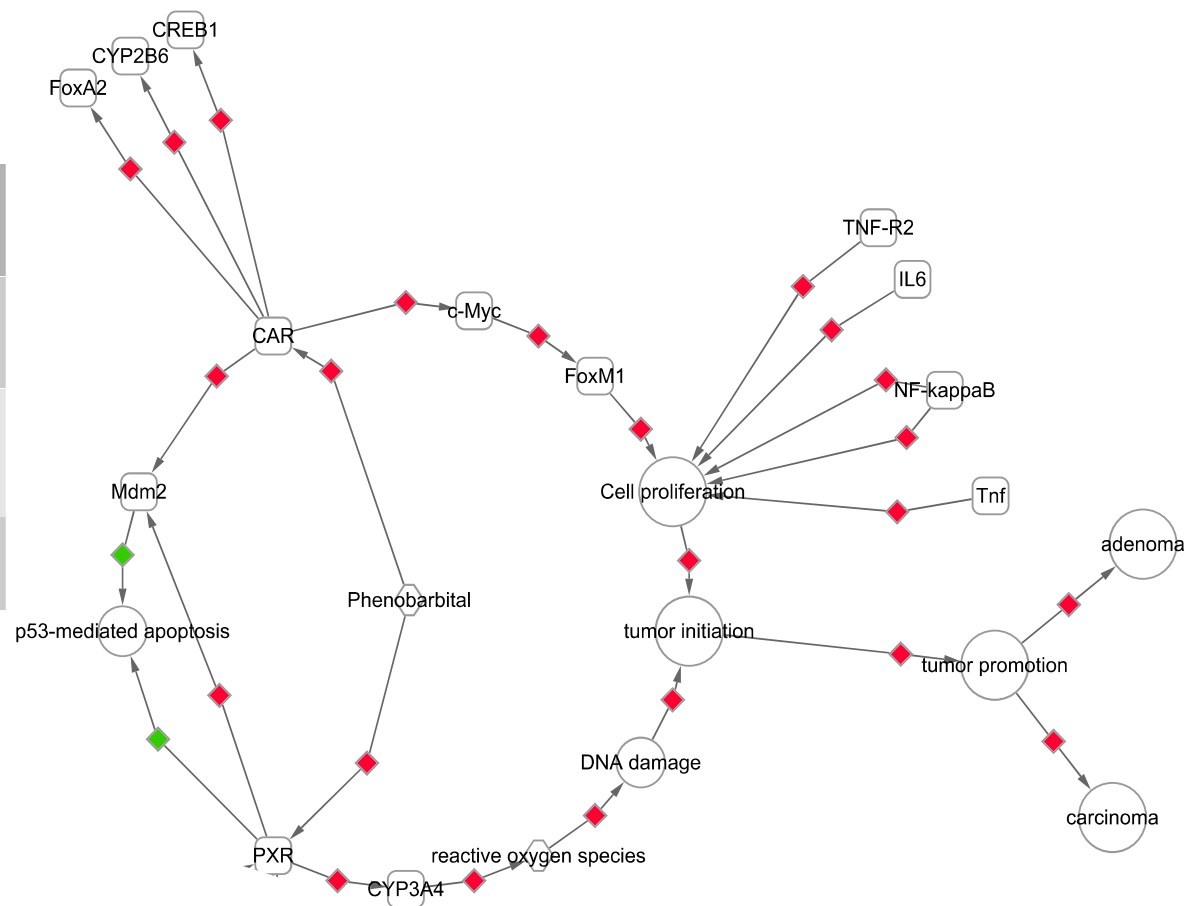 CREB1
CYP2B6
FoxA2
TNF-R2
IL6
c-Myc
CAR
FoxM1
NF-kappaB
Mdm2
Cell proliferation
Tnf
adenoma
Phenobarbital
p53-mediated apoptosis
tumor initiation
tumor promotion
DNA damage
carcinoma
PXR
reactive oxygen species
CYP3A4